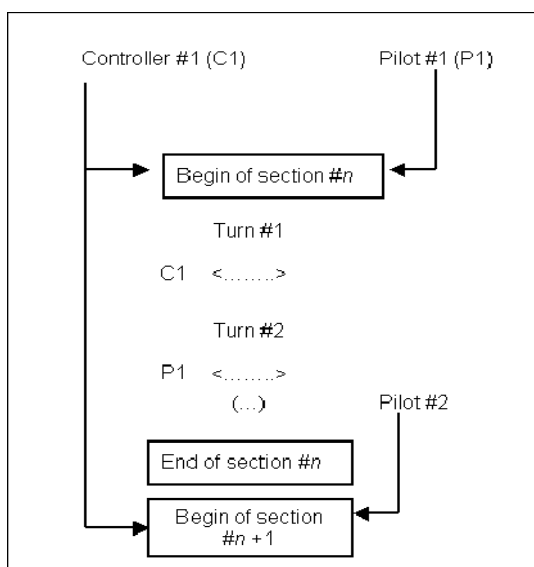 Controller #1 (C1) Pilot #1 (P1)
Begin of section #n
Turn #1
C1 <........>
Turn #2
P1 <........>
(...) Pilot #2
End of section #n
Begin of section
#n +1